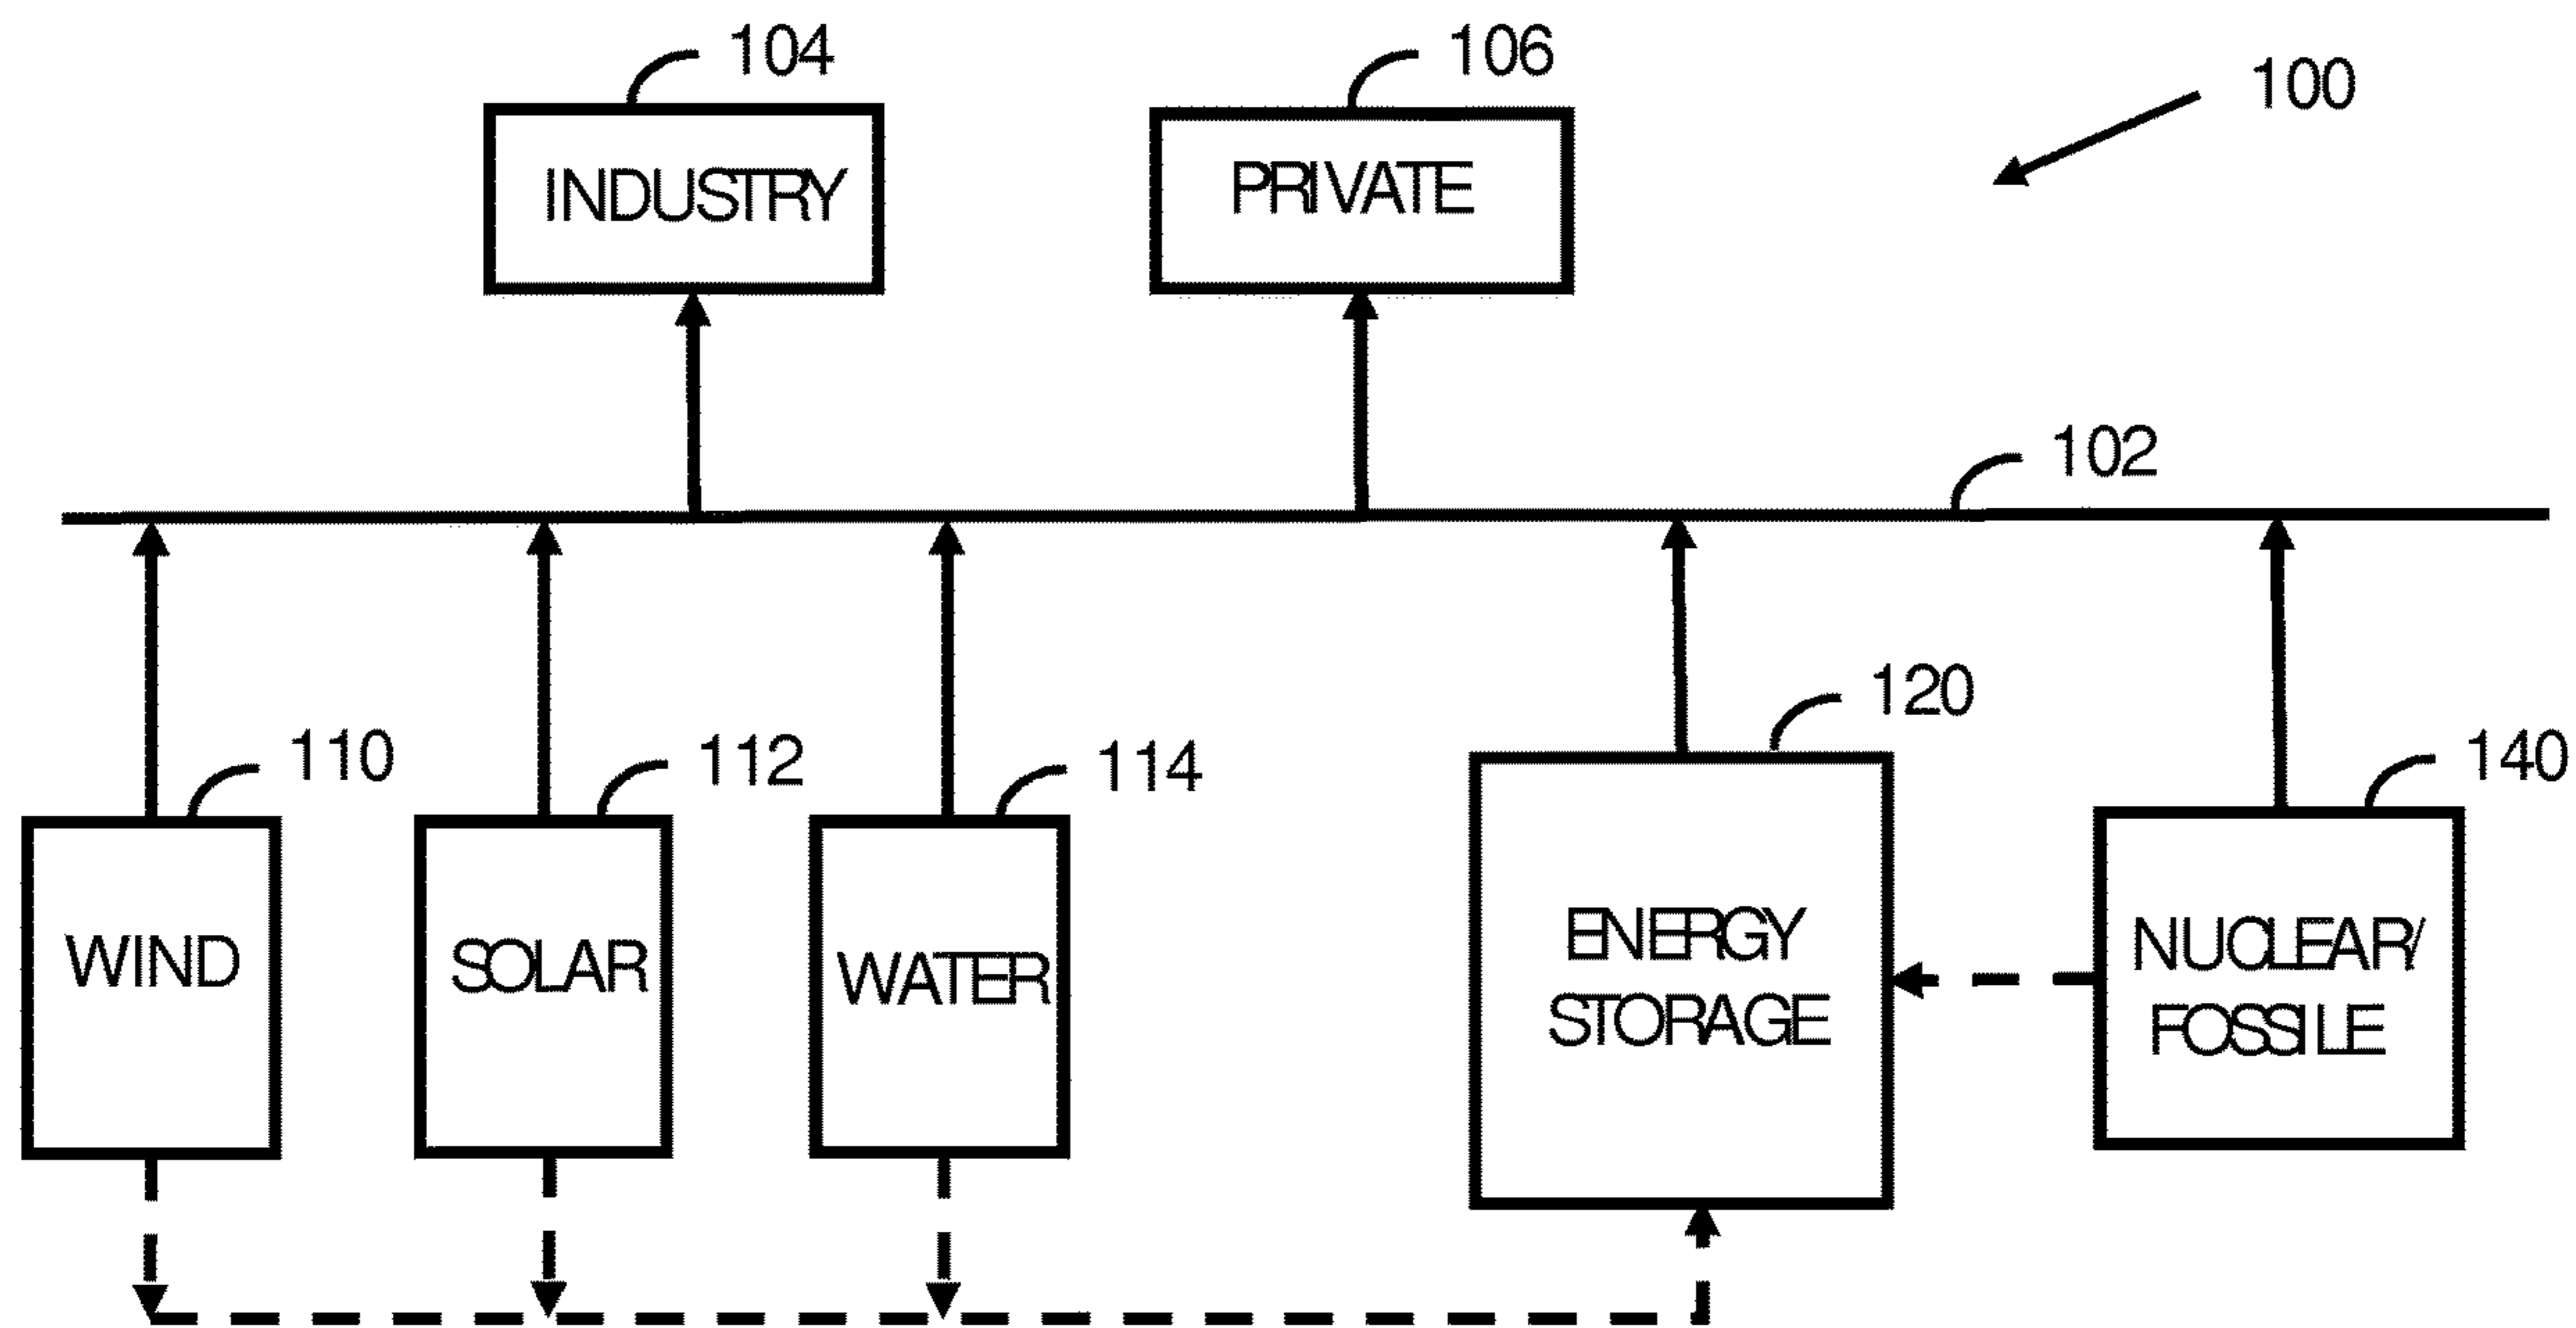 104
106
100
INDUSTRY
PRIVATE
102
120
110
112
114
140
WIND
SOLAR
WATER
ENERGY
STORAGE
NUCLEAR/
FOSSILE